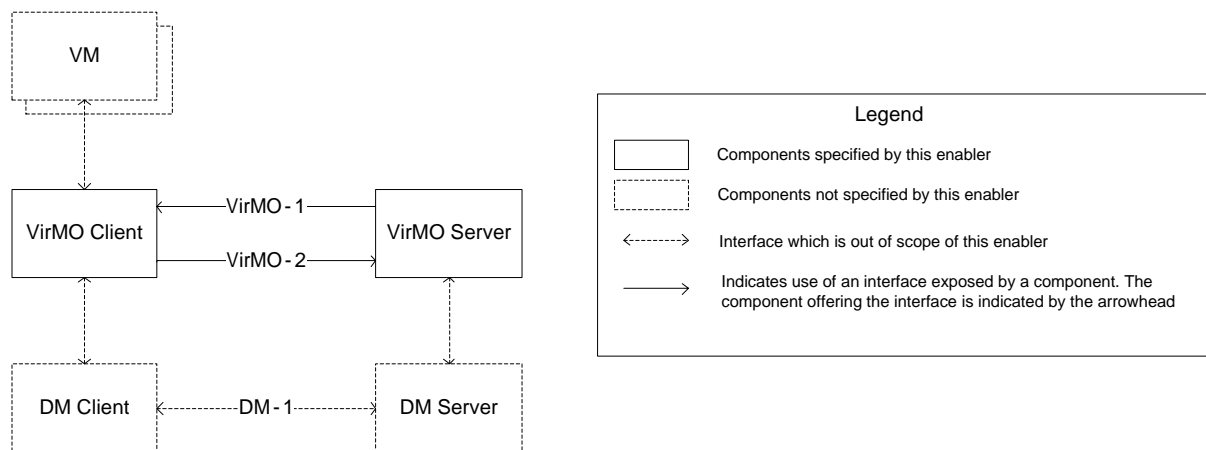 VM
VirMO Client
VirMO-1
VirMO Server
VirMO-2
DM Client
DM-1
DM Server
Legend
Components specified by this enabler
Components not specified by this enabler
Interface which is out of scope of this enabler
Indicates use of an interface exposed by a component. The
component offering the interface is indicated by the arrowhead